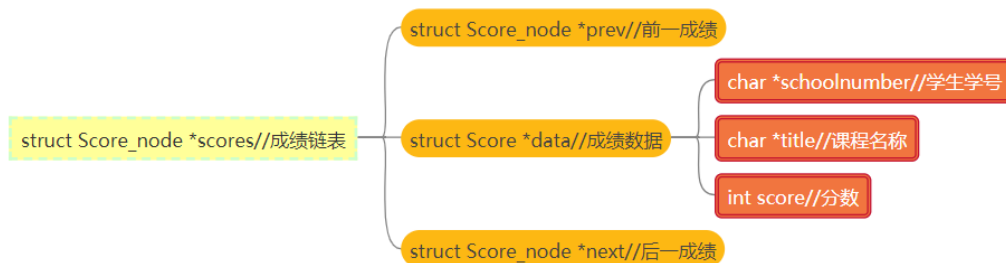 struct Score_node *prev//前一成绩
char *schoolnumber//学生学号
struct Score_node *scores//成绩链表
struct Score *data//成绩数据
char *title//课程名称
int score//分数
struct Score_node *next//后一成绩